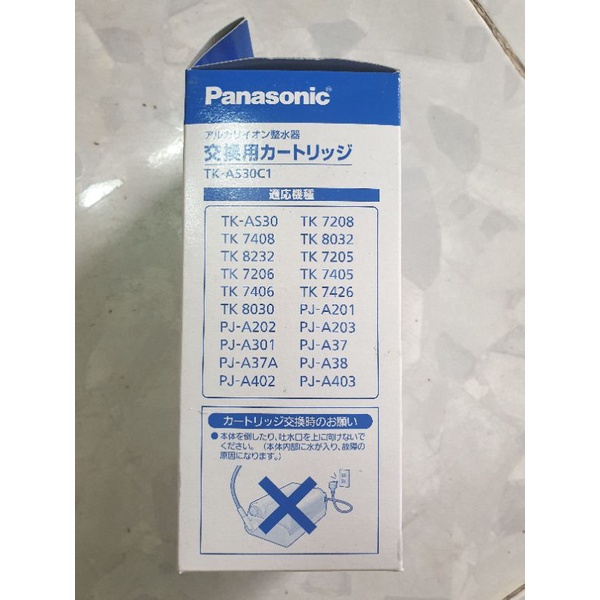 Panasonic
アルカリイオン整水器
交換用カートリッジ
TK-AS30C1
適応機種
TK-AS30 TK 7208
TK 7408 TK 8032
TK 8232 TK 7205
TK 7206 TK 7405
TK 7406 TK 7426
TK 8030 PJ-A201
PJ-A202 PJ-A203
PJ-A301 PJ-A37
PJ-A37A PJ-A38
PJ-A402 PJ-A403
カートリッジ交換時のお願い
●本体を倒したり、吐水口を上に向けないで
ください。(本体内部に水が入り、故障の
原因になります。)